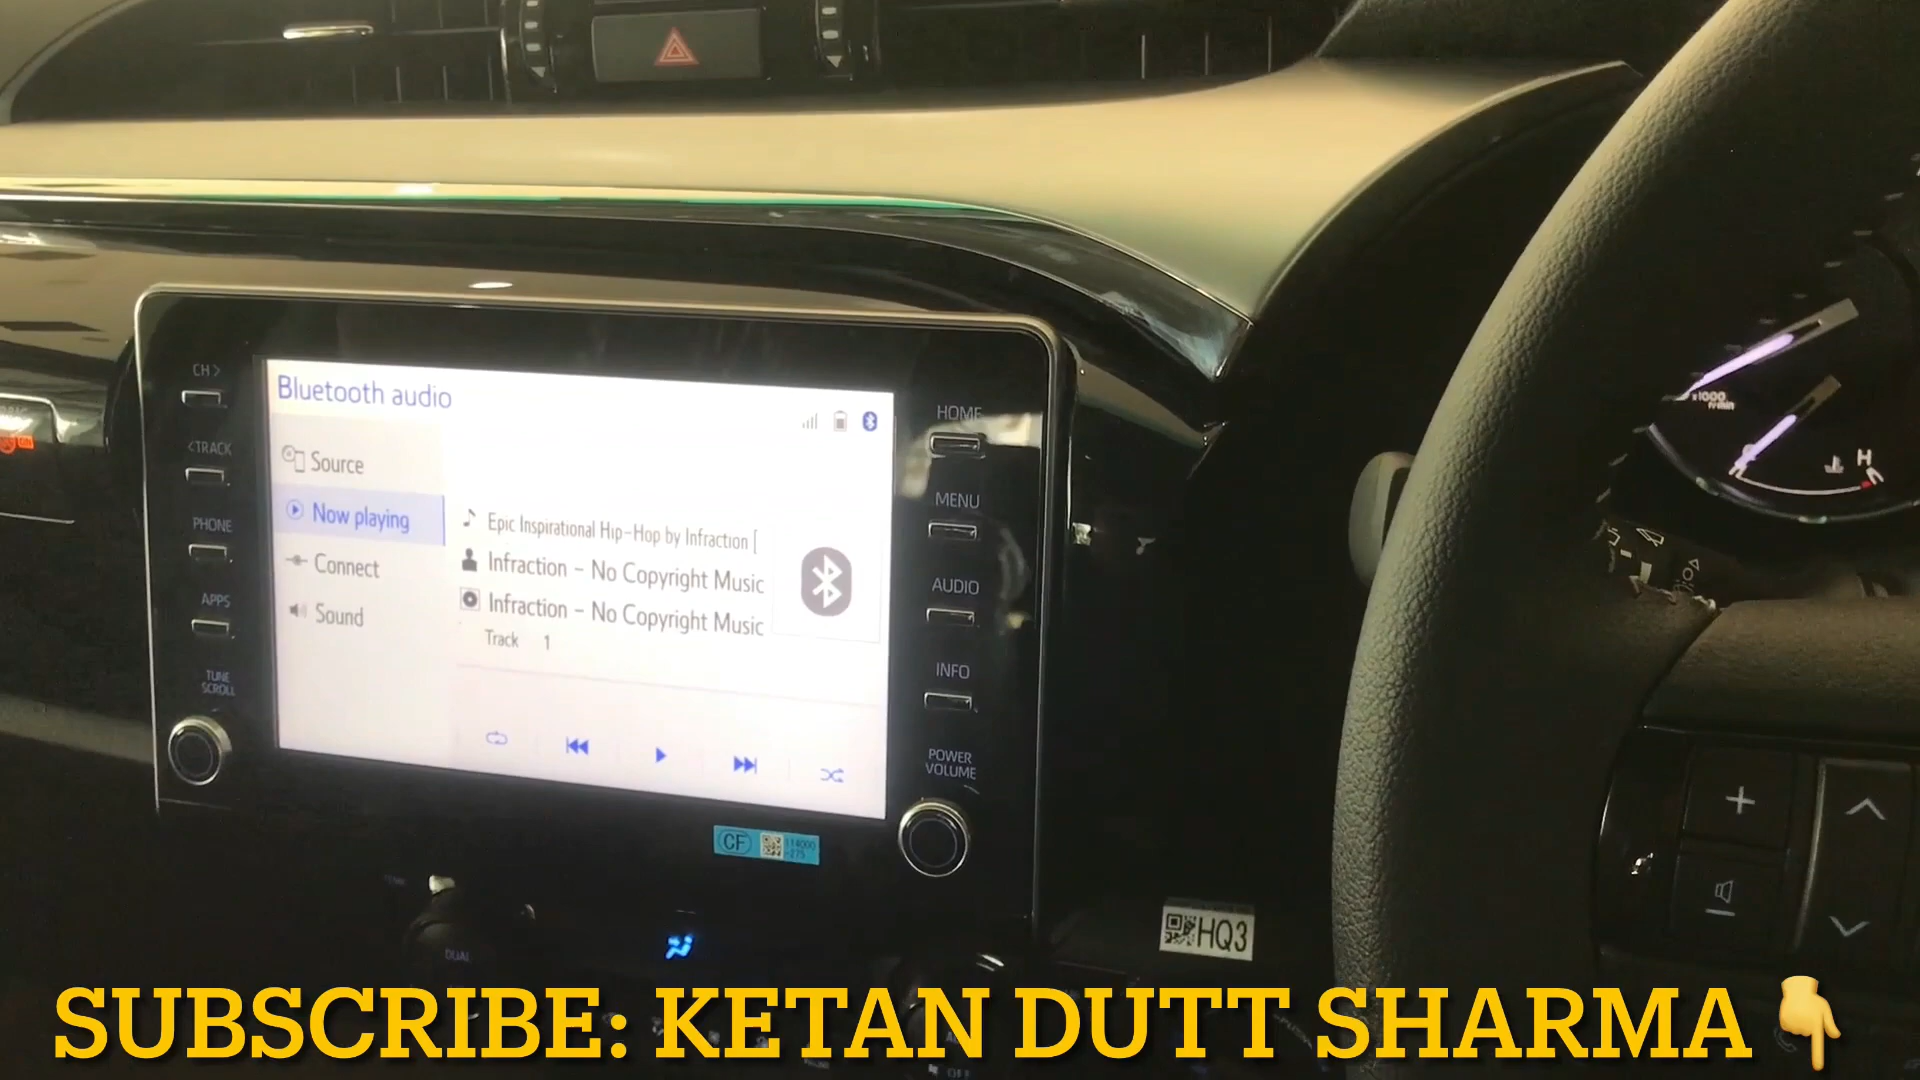 CH >
<TRACK
PHONE
APPS
TUNE
SCROLL
Bluetooth audio
Source
Now playing
Connect
Sound
Epic Inspirational Hip-Hop by Infraction [
Infraction - No Copyright Music
Infraction - No Copyright Music
Track 1
HOME
MENU
AUDIO
INFO
POWER
VOLUME
CF
DUAL
HQ3
x1000
r/min
H
SUBSCRIBE: KETAN DUTT SHARMA👇